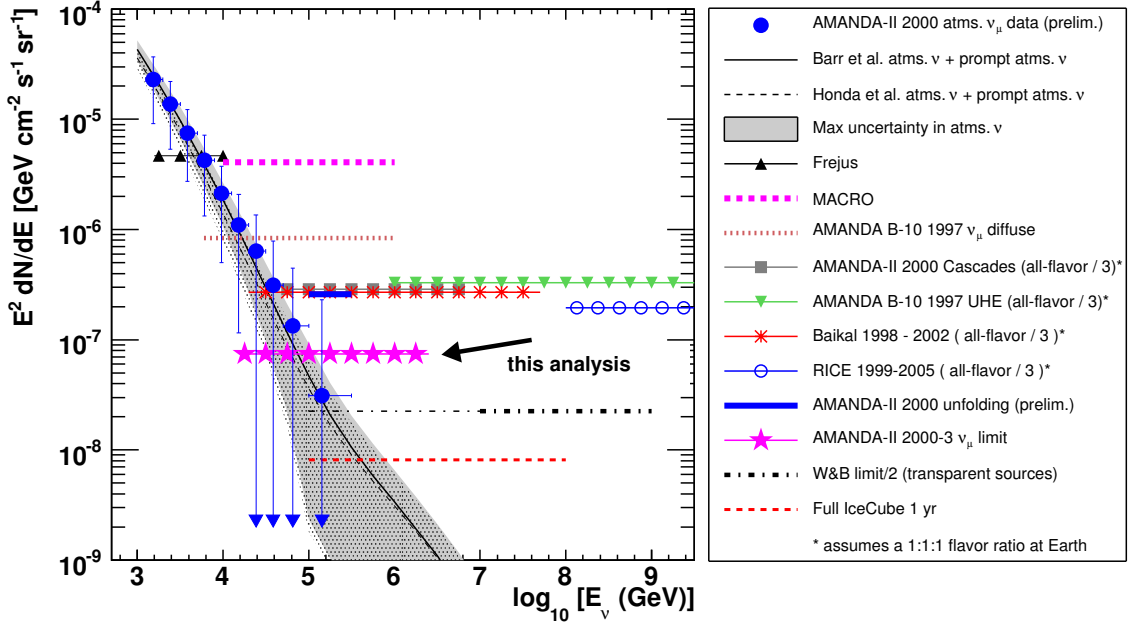 E² dN/dE [GeV cm⁻² s⁻¹ sr⁻¹]
10⁻⁴
10⁻⁵
10⁻⁶
10⁻⁷
10⁻⁸
10⁻⁹
this analysis
3 4 5 6 7 8 9
log₁₀ [E_ν (GeV)]
AMANDA-II 2000 atms. ν_μ data (prelim.)
Barr et al. atms. ν + prompt atms. ν
Honda et al. atms. ν + prompt atms. ν
Max uncertainty in atms. ν
Frejus
MACRO
AMANDA B-10 1997 ν_μ diffuse
AMANDA-II 2000 Cascades (all-flavor / 3)*
AMANDA B-10 1997 UHE (all-flavor / 3)*
Baikal 1998 - 2002 ( all-flavor / 3 )*
RICE 1999-2005 ( all-flavor / 3 )*
AMANDA-II 2000 unfolding (prelim.)
AMANDA-II 2000-3 ν_μ limit
W&B limit/2 (transparent sources)
Full IceCube 1 yr
* assumes a 1:1:1 flavor ratio at Earth